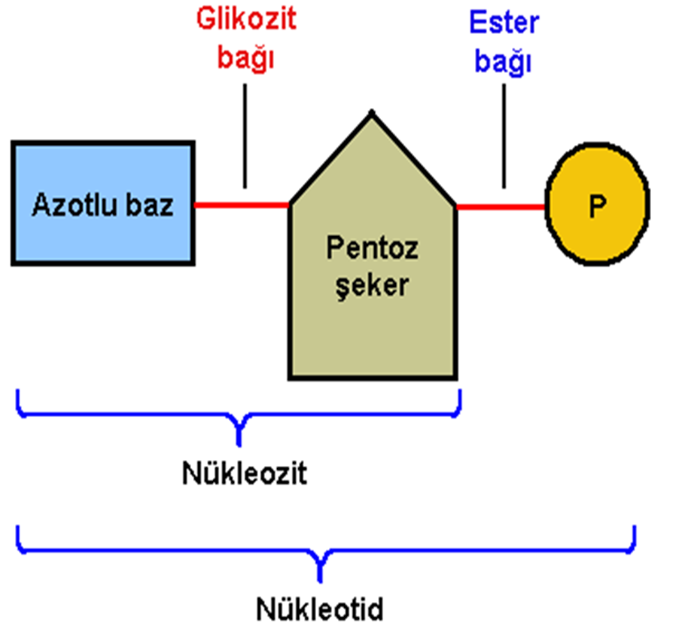 Glikozit
bağı
Ester
bağı
Azotlu baz
Pentoz
şeker
P
Nükleozit
Nükleotid